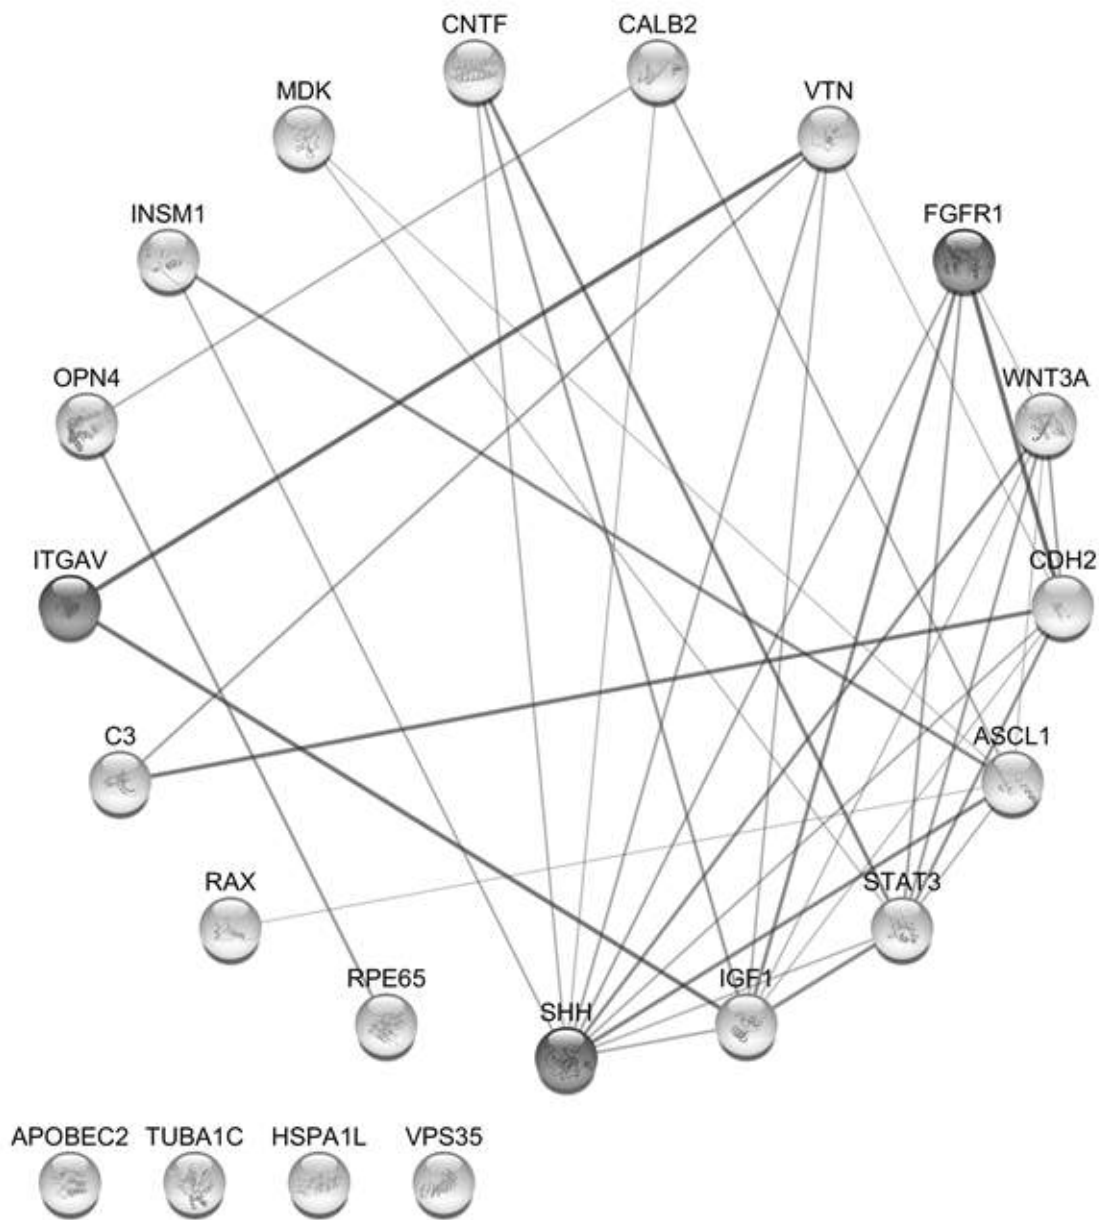 CNTF
CALB2
MDK
VTN
INSM1
FGFR1
OPN4
WNT3A
ITGAV
CDH2
C3
ASCL1
RAX
STAT3
RPE65
IGF1
SHH
APOBEC2 TUBA1C HSPA1L VPS35